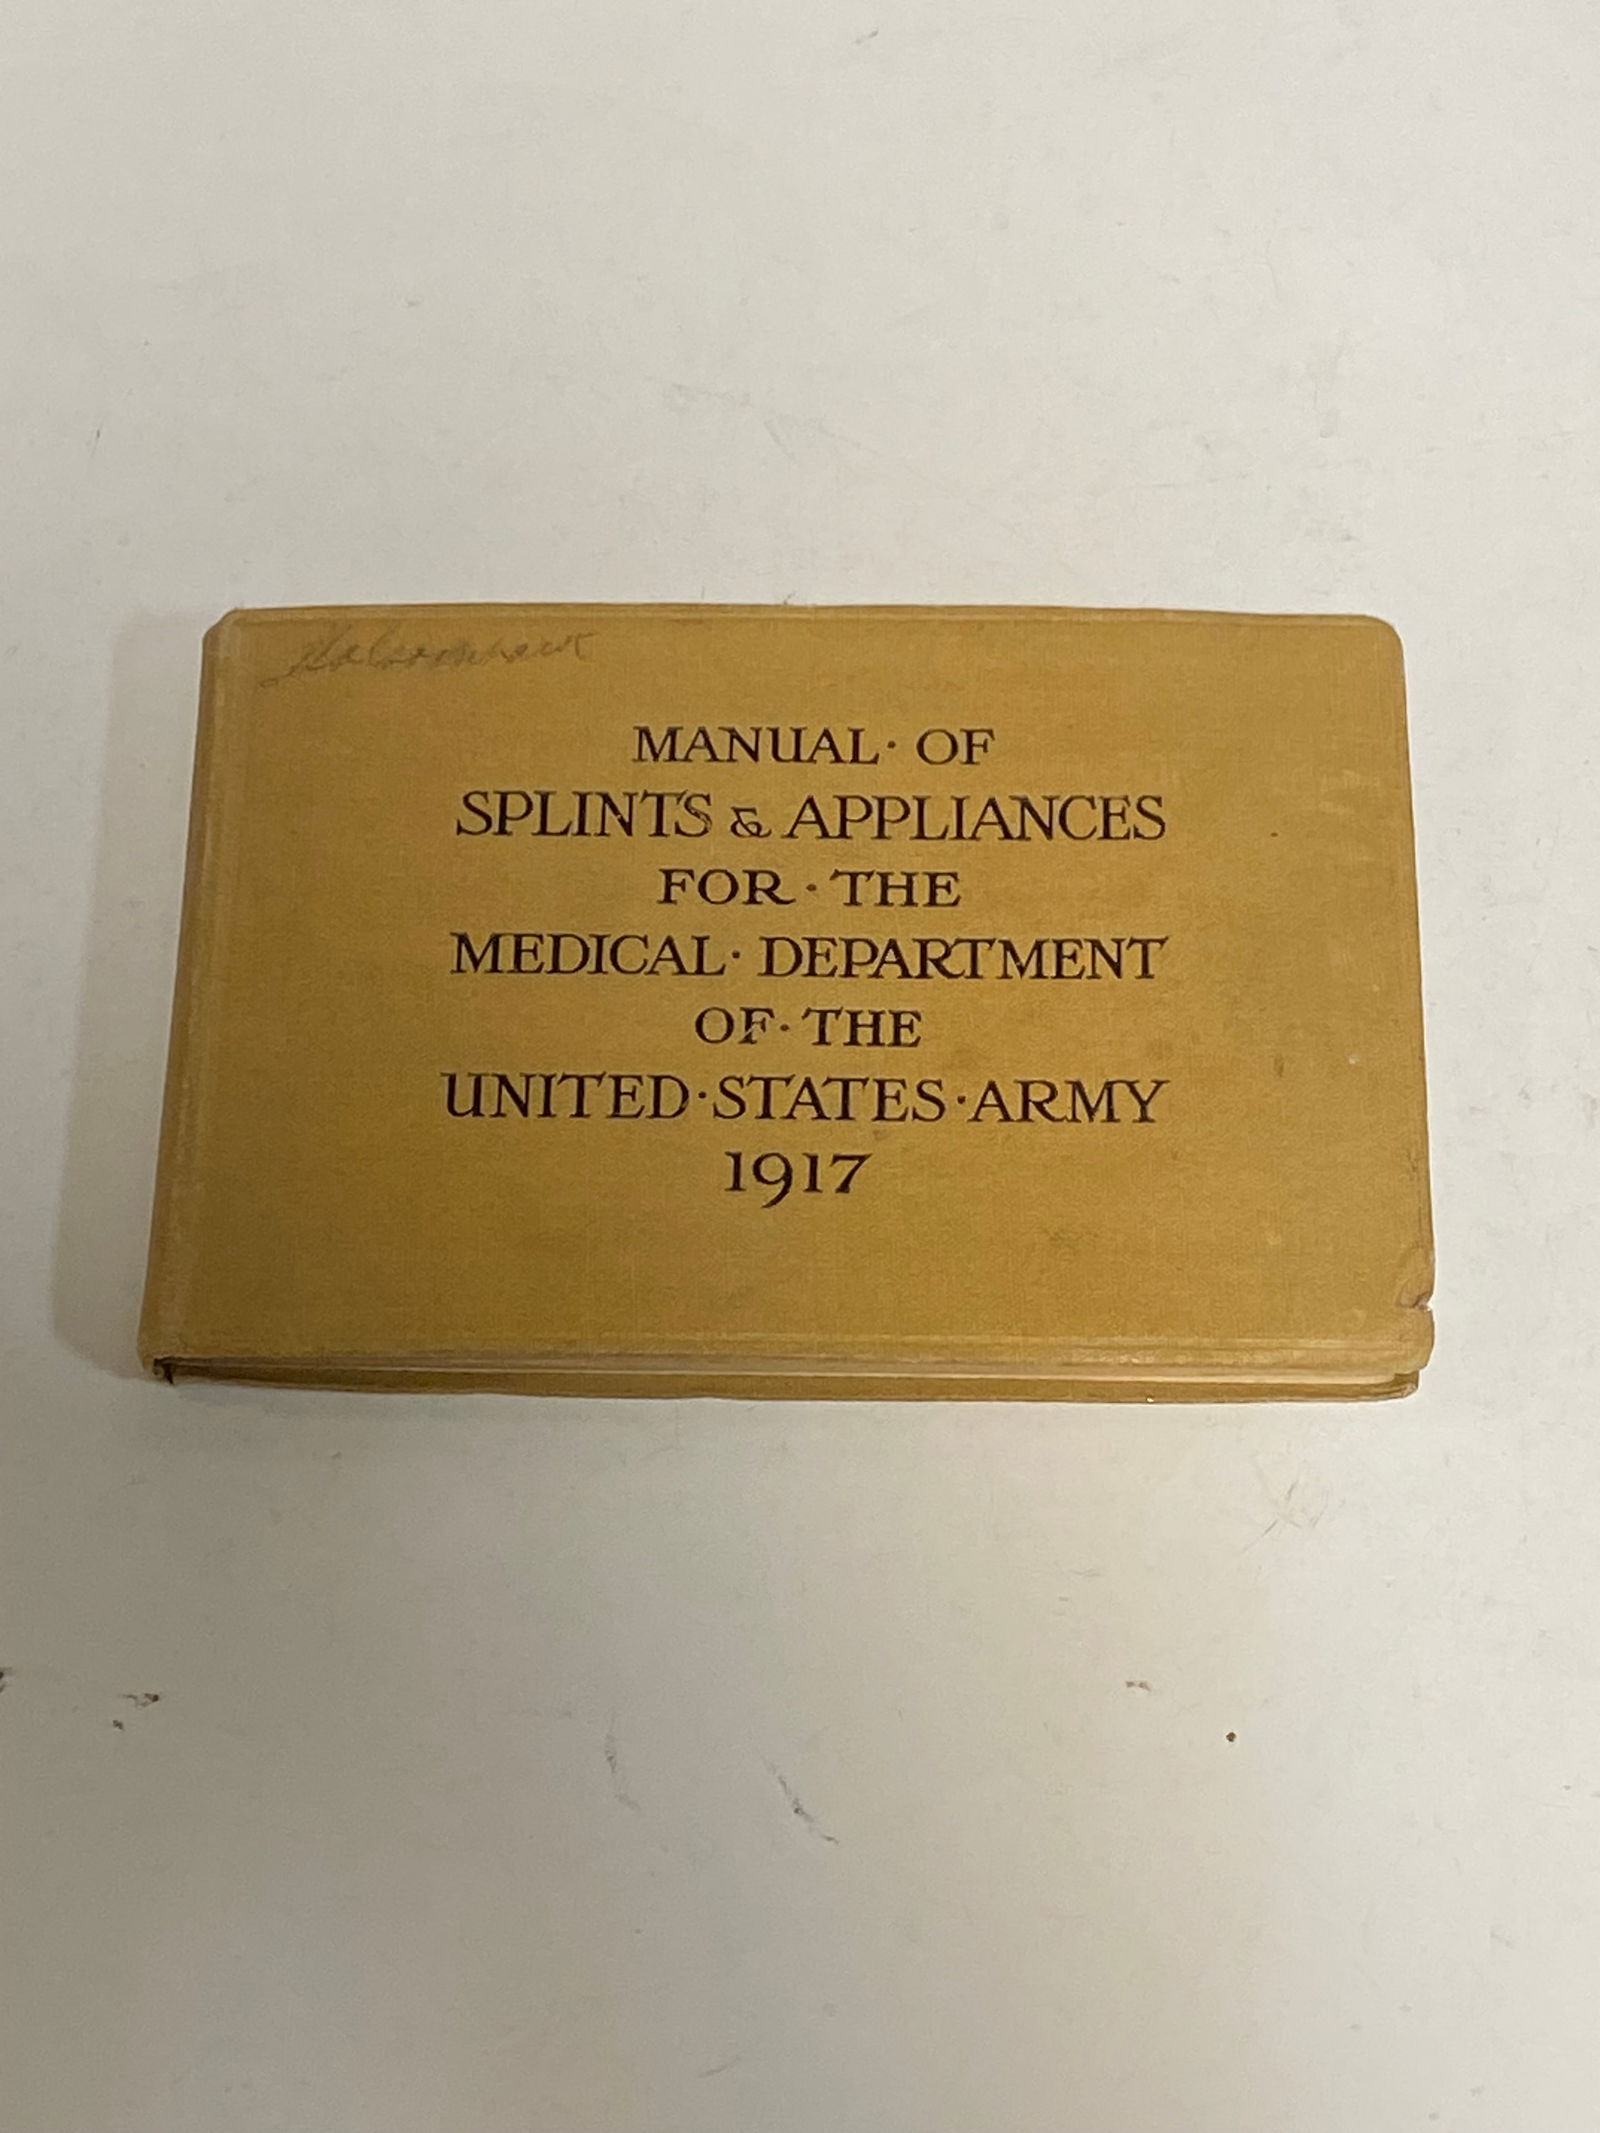 MANUAL · OF
SPLINTS & APPLIANCES
FOR · THE
MEDICAL · DEPARTMENT
OF · THE
UNITED · STATES · ARMY
1917